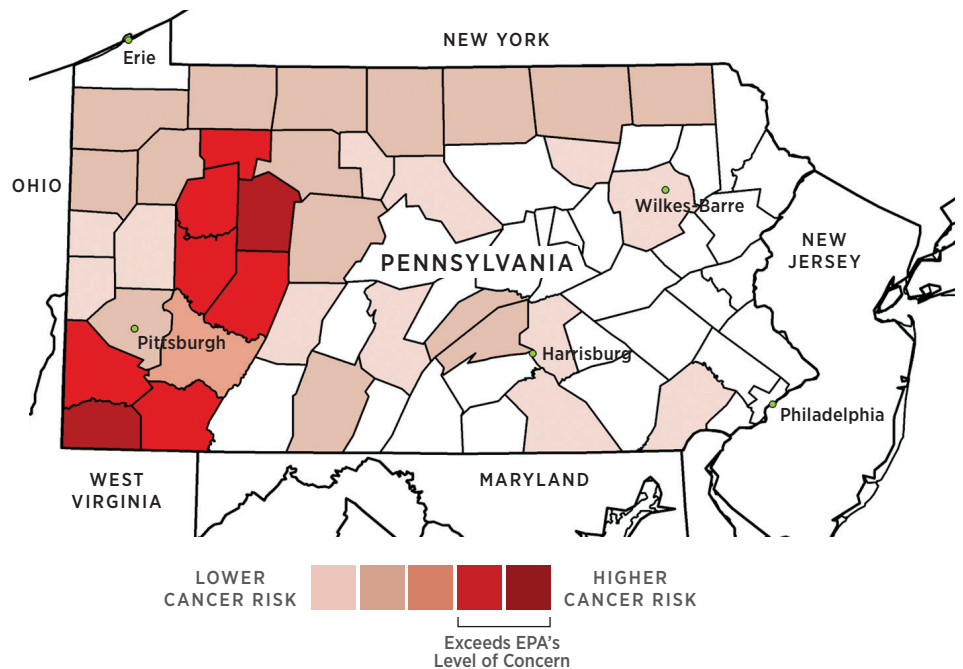 NEW YORK
Erie
OHIO
Wilkes-Barre
NEW
JERSEY
PENNSYLVANIA
Pittsburgh
Harrisburg
Philadelphia
WEST
VIRGINIA
MARYLAND
LOWER
CANCER RISK
HIGHER
CANCER RISK
Exceeds EPA's
Level of Concern